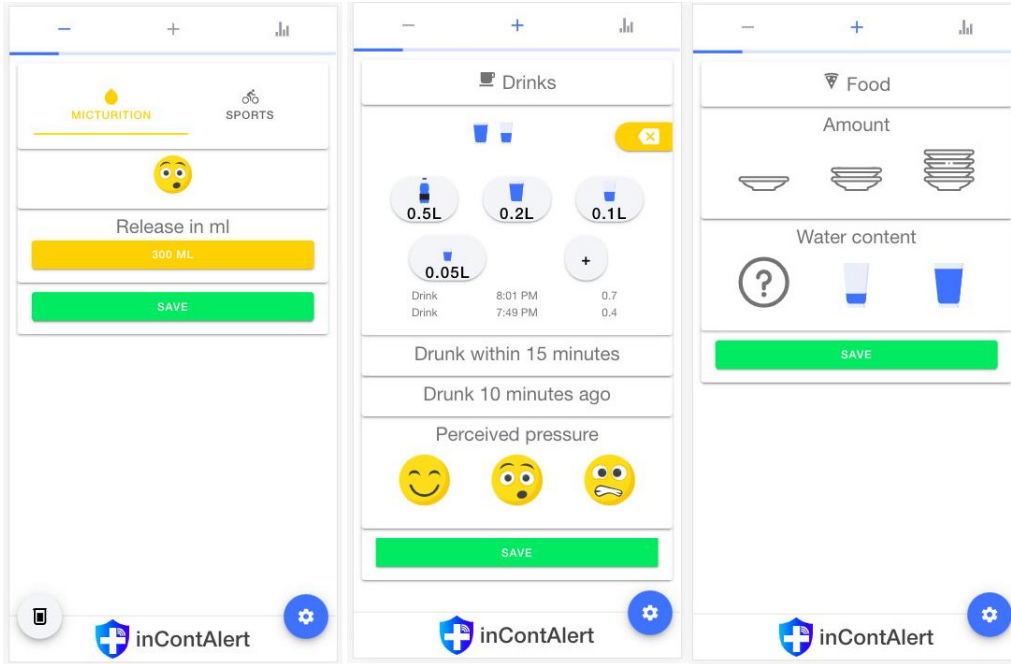 MICTURITION
SPORTS
Release in ml
300 ML
SAVE
inContAlert
Drinks
0.5L
0.2L
0.1L
0.05L
+
Drink 8:01 PM 0.7
Drink 7:49 PM 0.4
Drunk within 15 minutes
Drunk 10 minutes ago
Perceived pressure
SAVE
inContAlert
Food
Amount
Water content
?
SAVE
inContAlert